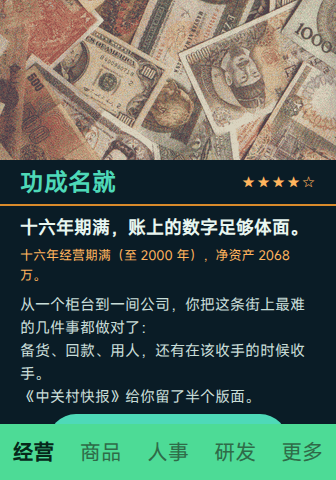 1000
500
功成名就
★★★★☆
十六年期满，账上的数字足够体面。
十六年经营期满（至 2000 年），净资产 2068
万。
从一个柜台到一间公司，你把这条街上最难
的几件事都做对了：
备货、回款、用人，还有在该收手的时候收
手。
《中关村快报》给你留了半个版面。
经营 商品 人事 研发 更多